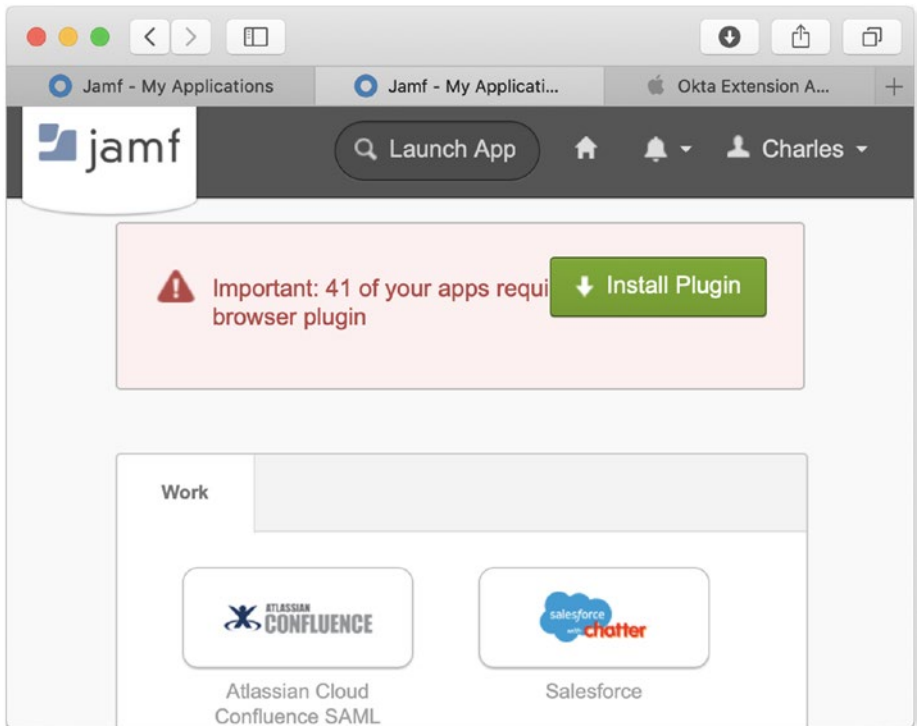 Jamf - My Applications
Jamf - My Applicati...
Okta Extension A...
jamf
Launch App
Charles
Important: 41 of your apps requi
browser plugin
Install Plugin
Work
ATLASSIAN
CONFLUENCE
salesforce
with chatter
Atlassian Cloud
Confluence SAML
Salesforce